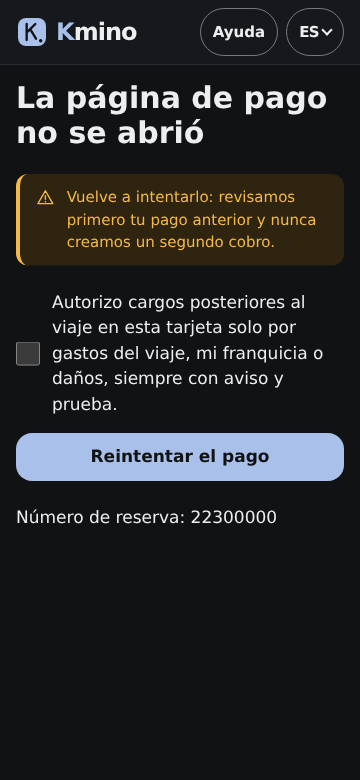 K. Kmino
Ayuda
ES
La página de pago
no se abrió
Vuelve a intentarlo: revisamos
primero tu pago anterior y nunca
creamos un segundo cobro.
Autorizo cargos posteriores al
viaje en esta tarjeta solo por
gastos del viaje, mi franquicia o
daños, siempre con aviso y
prueba.
Reintentar el pago
Número de reserva: 22300000